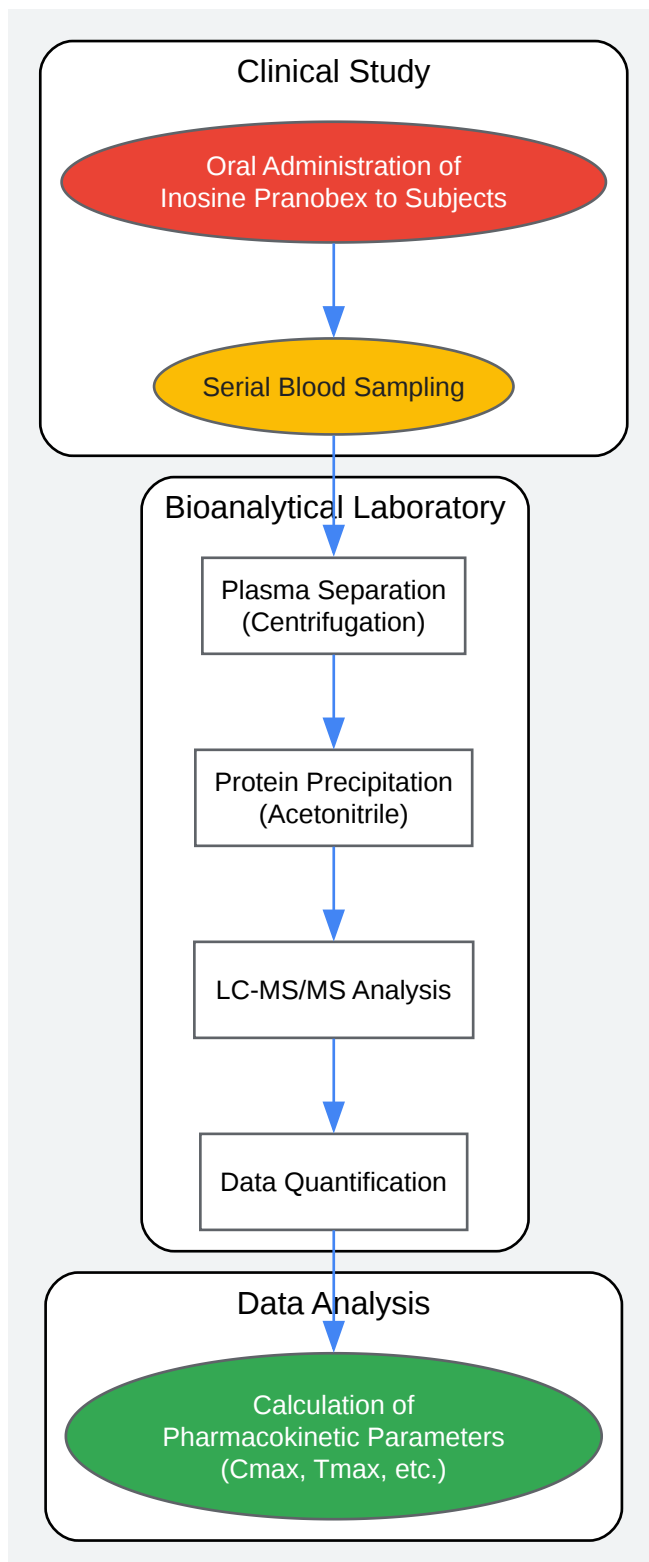 Clinical Study
Oral Administration of
Inosine Pranobex to Subjects
Serial Blood Sampling
Bioanalytical Laboratory
Plasma Separation
(Centrifugation)
Protein Precipitation
(Acetonitrile)
LC-MS/MS Analysis
Data Quantification
Data Analysis
Calculation of
Pharmacokinetic Parameters
(Cmax, Tmax, etc.)